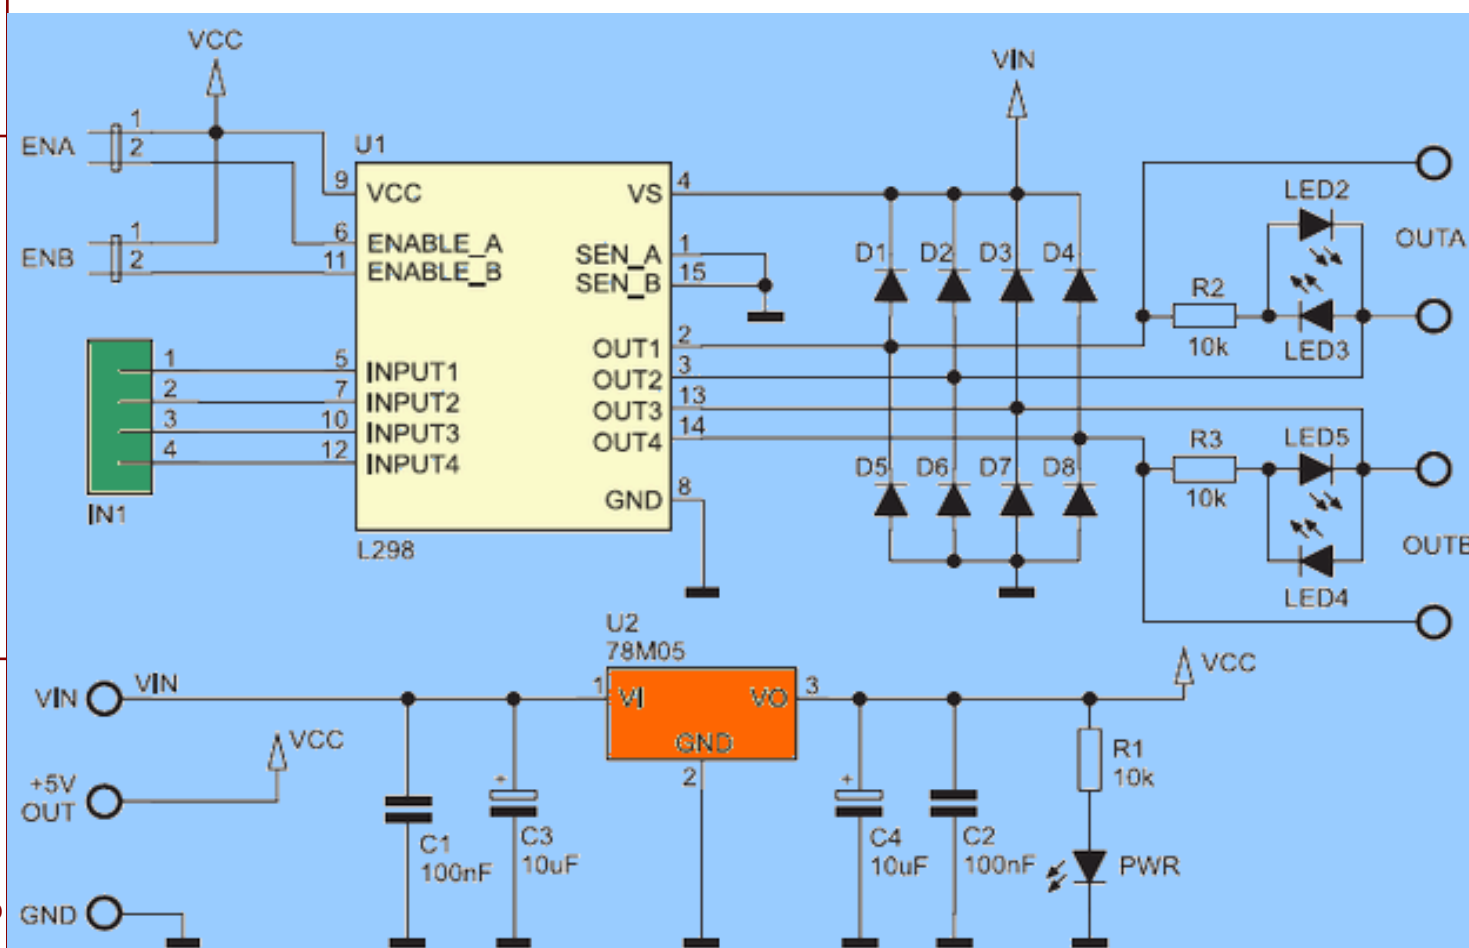 VCC
VIN
ENA
1
2
U1
9
VCC
VS
4
LED2
OUTA
ENB
1
2
6
ENABLE_A
11
ENABLE_B
SEN_A
1
SEN_B
15
D1
D2
D3
D4
R2
10k
LED3
OUT1
2
OUT2
3
OUT3
13
OUT4
14
1
5
INPUT1
2
7
INPUT2
3
10
INPUT3
4
12
INPUT4
IN1
GND
8
L298
D5
D6
D7
D8
R3
10k
LED5
LED4
OUTB
U2
78M05
VIN
VIN
1
VI
VO
3
GND
2
VCC
VCC
+5V
OUT
+
C1
100nF
C3
10uF
+
C4
10uF
C2
100nF
R1
10k
PWR
GND